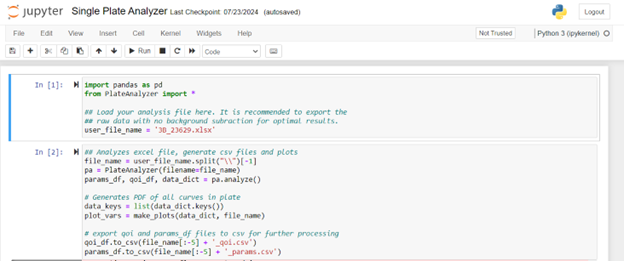 jupyter Single Plate Analyzer Last Checkpoint: 07/23/2024 (autosaved) Logout
File Edit View Insert Cell Kernel Widgets Help Not Trusted Python 3 (ipykernel)
Run Code
In [1]: import pandas as pd
from PlateAnalyzer import *
## Load your analysis file here. It is recommended to export the
## raw data with no background subraction for optimal results.
user_file_name = '3D_23629.xlsx'
In [2]: ## Analyzes excel file, generate csv files and plots
file_name = user_file_name.split("\\")[-1]
pa = PlateAnalyzer(filename=file_name)
params_df, qoi_df, data_dict = pa.analyze()
# Generates PDF of all curves in plate
data_keys = list(data_dict.keys())
plot_vars = make_plots(data_dict, file_name)
# export qoi and params_df files to csv for further processing
qoi_df.to_csv(file_name[:-5] + '_qoi.csv')
params_df.to_csv(file_name[:-5] + '_params.csv')